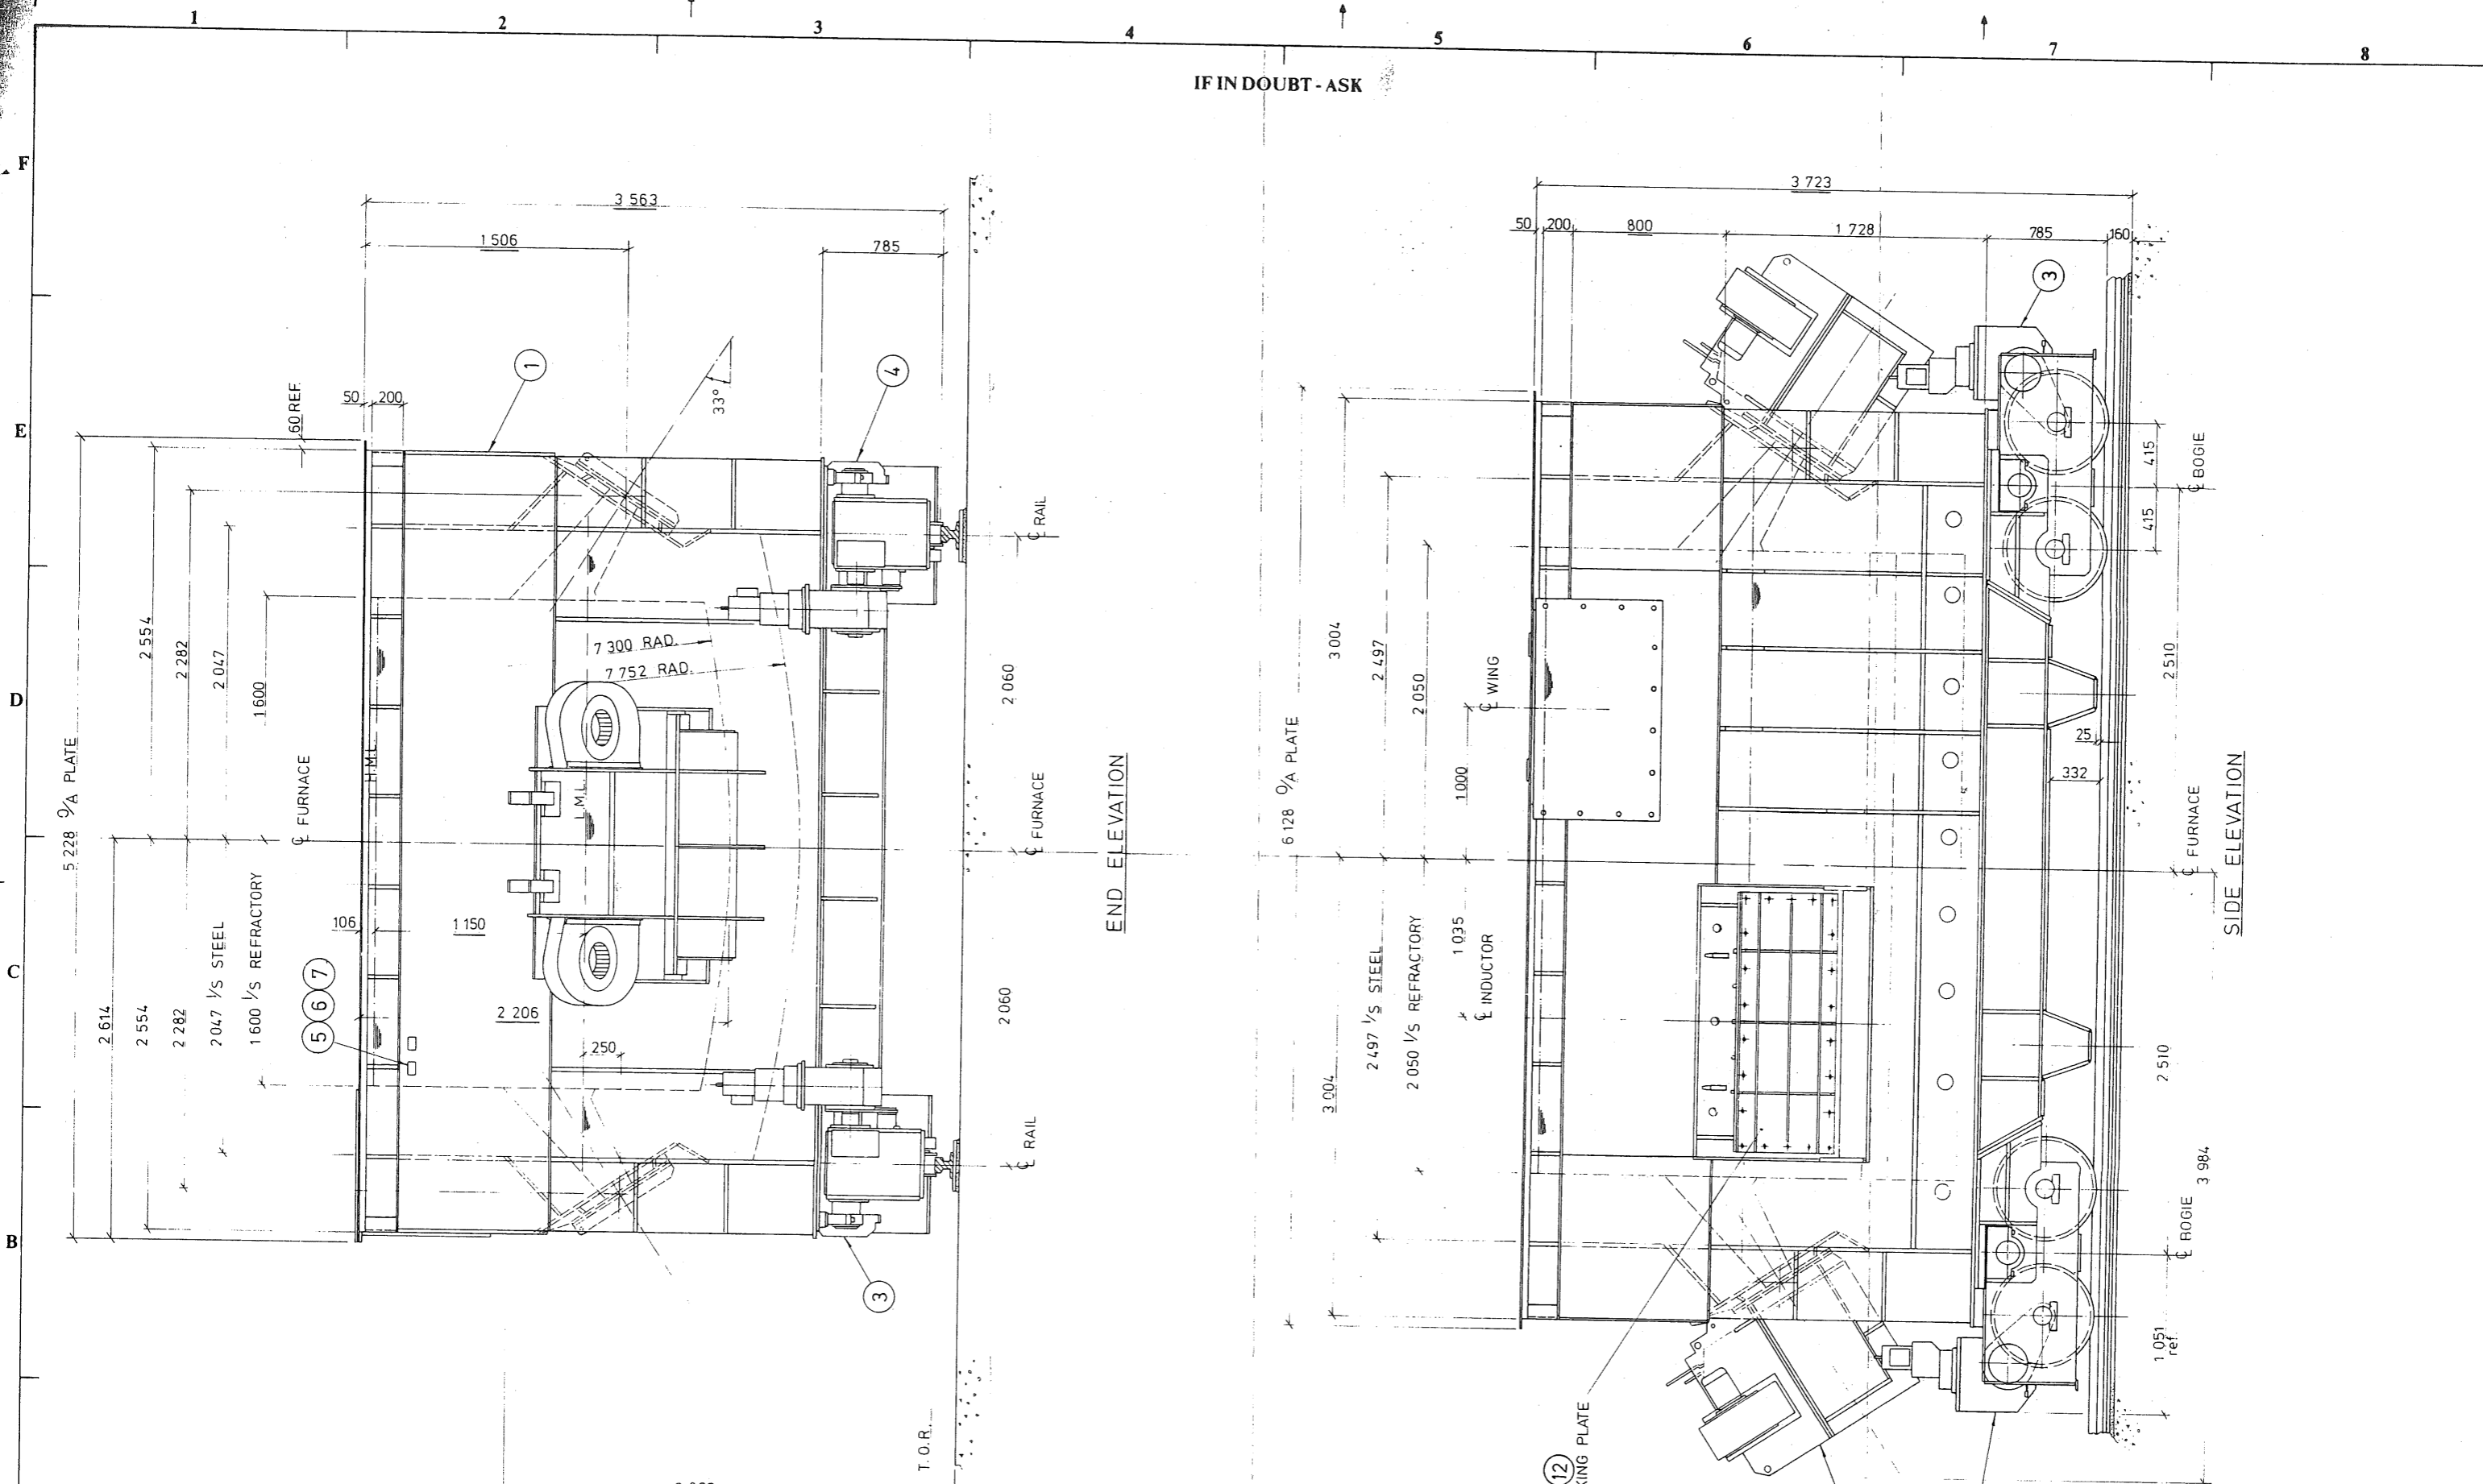 1
2
3
4
5
6
7
8
IF IN DOUBT - ASK
F
E
D
C
B
3 563
1 506
785
50
200
60 REF.
1
4
33°
5 228 O/A PLATE
2 554
2 282
2 047
1600
7 300 RAD.
7 752 RAD.
H.M.L.
L.M.L.
℄ FURNACE
℄ RAIL
2 060
℄ FURNACE
END ELEVATION
106
1 150
2 206
250
2 614
2 554
2 282
2 047 I/S STEEL
1 600 I/S REFRACTORY
5 6 7
2 060
℄ RAIL
3
T.O.R.
3 723
50
200
800
1 728
785
160
3
415
415
℄ BOGIE
3 004
2 497
2 050
℄ WING
1000
6 128 O/A PLATE
2 510
25
332
℄ FURNACE
SIDE ELEVATION
1 035
℄ INDUCTOR
2 497 I/S STEEL
2 050 I/S REFRACTORY
3 004
2 510
3 984
℄ BOGIE
1 051
ref.
12
KING PLATE